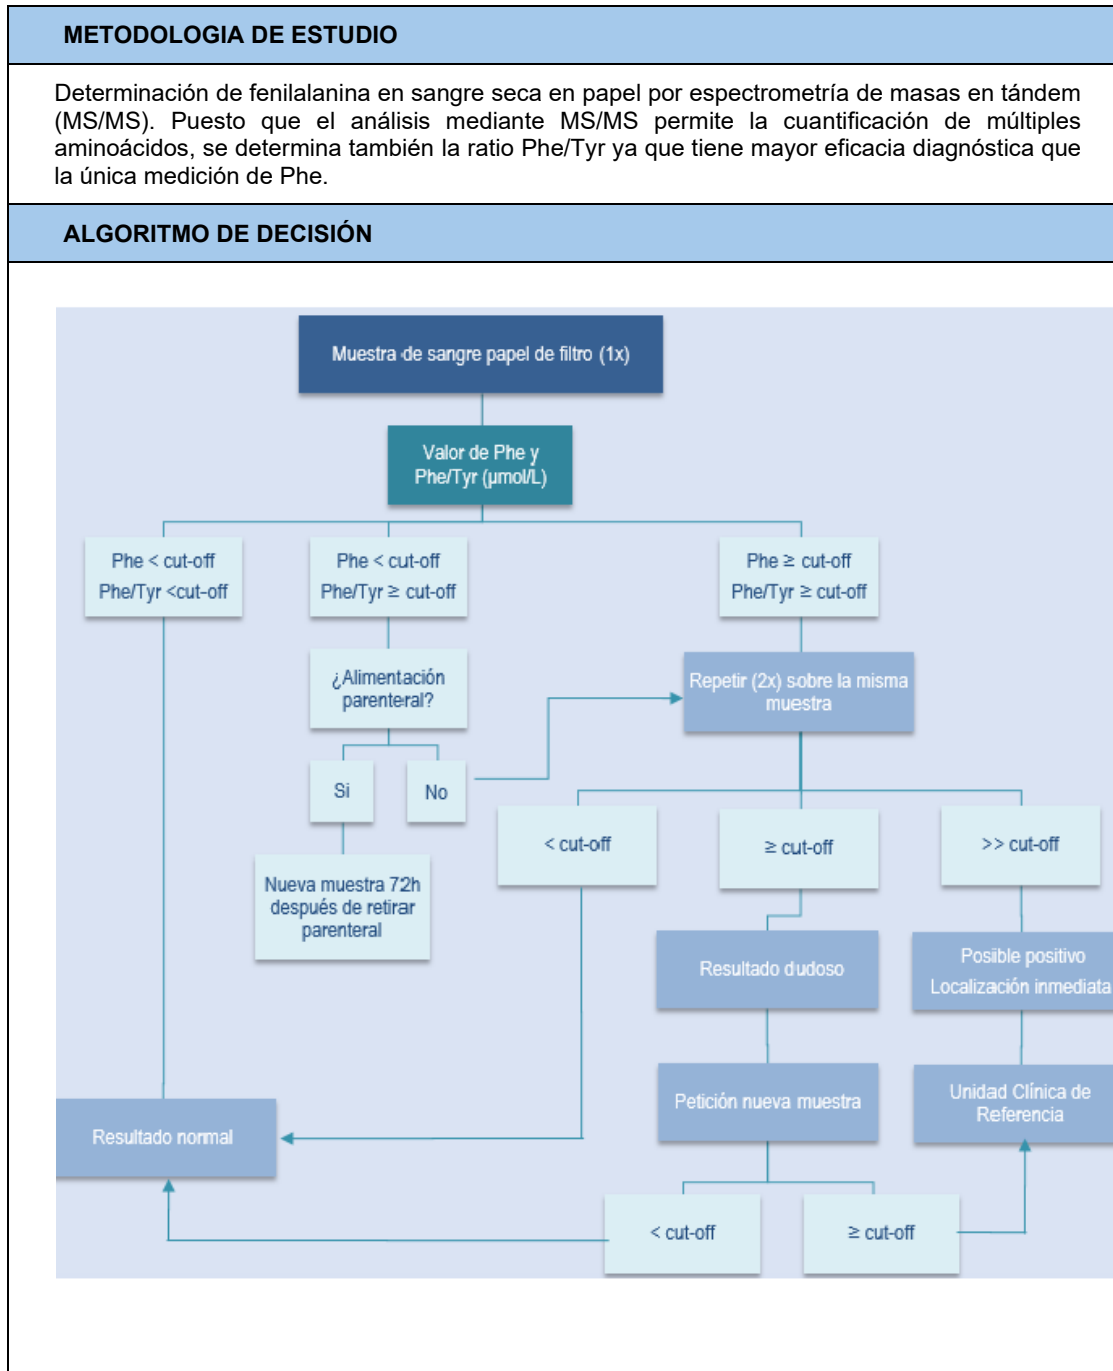 METODOLOGIA DE ESTUDIO
Determinación de fenilalanina en sangre seca en papel por espectrometría de masas en tándem
(MS/MS). Puesto que el análisis mediante MS/MS permite la cuantificación de múltiples
aminoácidos, se determina también la ratio Phe/Tyr ya que tiene mayor eficacia diagnóstica que
la única medición de Phe.
ALGORITMO DE DECISIÓN
Muestra de sangre papel de filtro (1x)
Valor de Phe y
Phe/Tyr (µmol/L)
Phe < cut-off
Phe/Tyr <cut-off
Phe < cut-off
Phe/Tyr ≥ cut-off
Phe ≥ cut-off
Phe/Tyr ≥ cut-off
¿Alimentación
parenteral?
Repetir (2x) sobre la misma
muestra
Si
No
< cut-off
≥ cut-off
>> cut-off
Nueva muestra 72h
después de retirar
parenteral
Resultado dudoso
Posible positivo
Localización inmediata
Petición nueva muestra
Unidad Clínica de
Referencia
Resultado normal
< cut-off
≥ cut-off